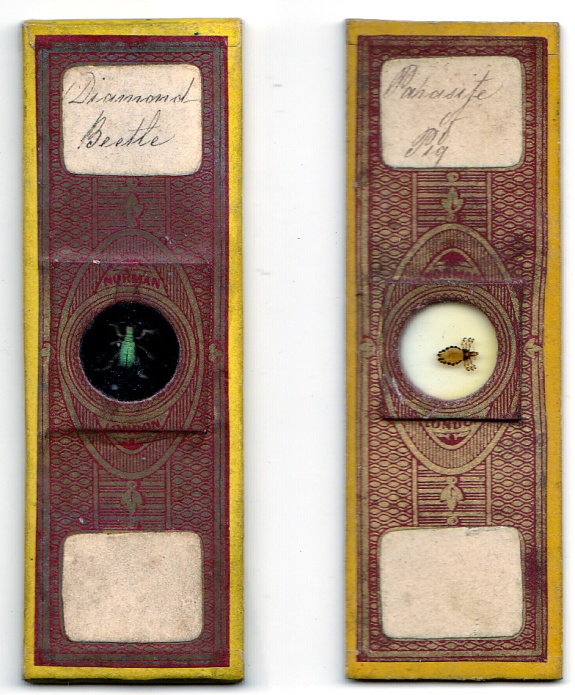 Diamond
Beetle
NORMAN
LONDON
Parasite
of
Pig
NORMAN
LONDON